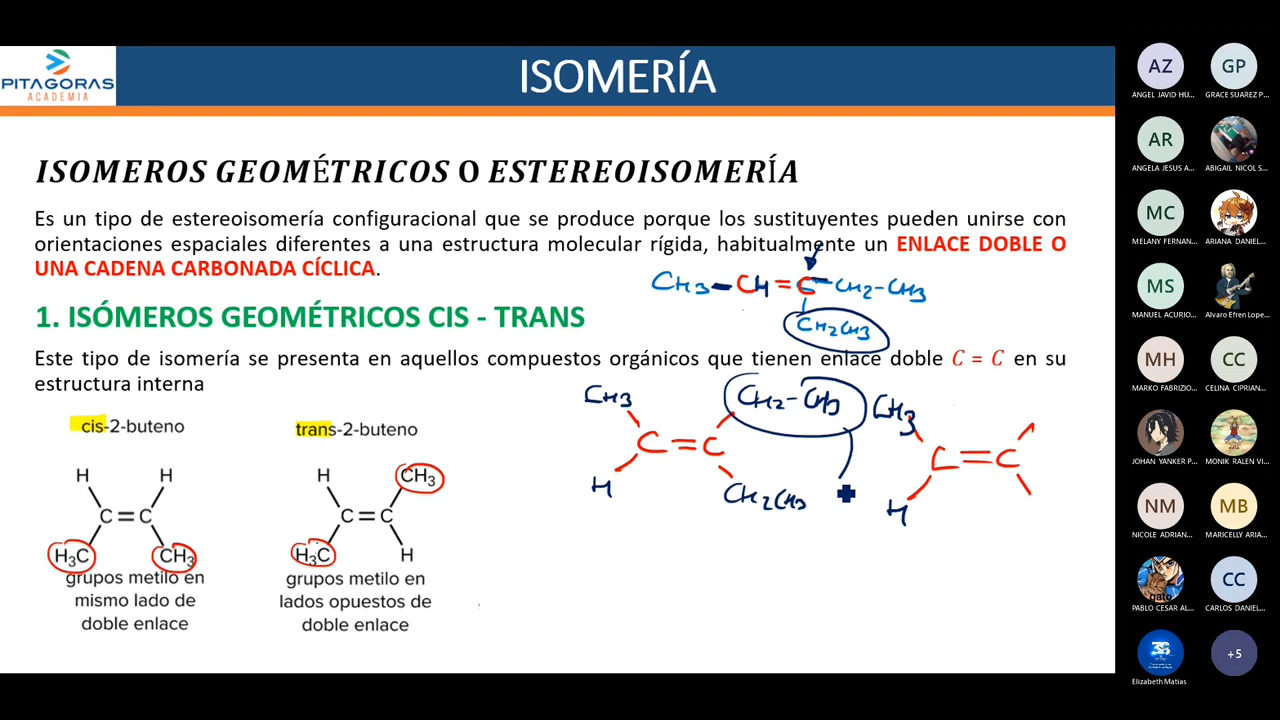 PITAGORAS
ACADEMIA
ISOMERÍA
ISOMEROS GEOMÉTRICOS O ESTEREOISOMERÍA
Es un tipo de estereoisomería configuracional que se produce porque los sustituyentes pueden unirse con
orientaciones espaciales diferentes a una estructura molecular rígida, habitualmente un ENLACE DOBLE O
UNA CADENA CARBONADA CÍCLICA.
CH3-CH=C-CH2-CH3
CH2CH3
1. ISÓMEROS GEOMÉTRICOS CIS - TRANS
Este tipo de isomería se presenta en aquellos compuestos orgánicos que tienen enlace doble C = C en su
estructura interna
cis-2-buteno
H H
C=C
H₃C CH₃
grupos metilo en
mismo lado de
doble enlace
trans-2-buteno
H CH₃
C=C
H₃C H
grupos metilo en
lados opuestos de
doble enlace
CH3 CH2-CH3
C=C
H CH2CH3
CH3
C=C
H
AZ
ANGEL JAVID HU...
GP
GRACE SUAREZ P...
AR
ANGELA JESUS A...
ABIGAIL NICOL S...
MC
MELANY FERNAN...
ARIANA DANIEL...
MS
MANUEL ACURIO...
Alvaro Efren Lope...
MH
MARKO FABRIZIO...
CC
CELINA CIPRIAN...
JOHAN YANKER P...
MONIK RALEN VI...
NM
NICOLE ADRIAN...
MB
MARICELLY ARIA...
gato
PABLO CESAR AL...
CC
CARLOS DANIEL...
Elizabeth Matias
+5